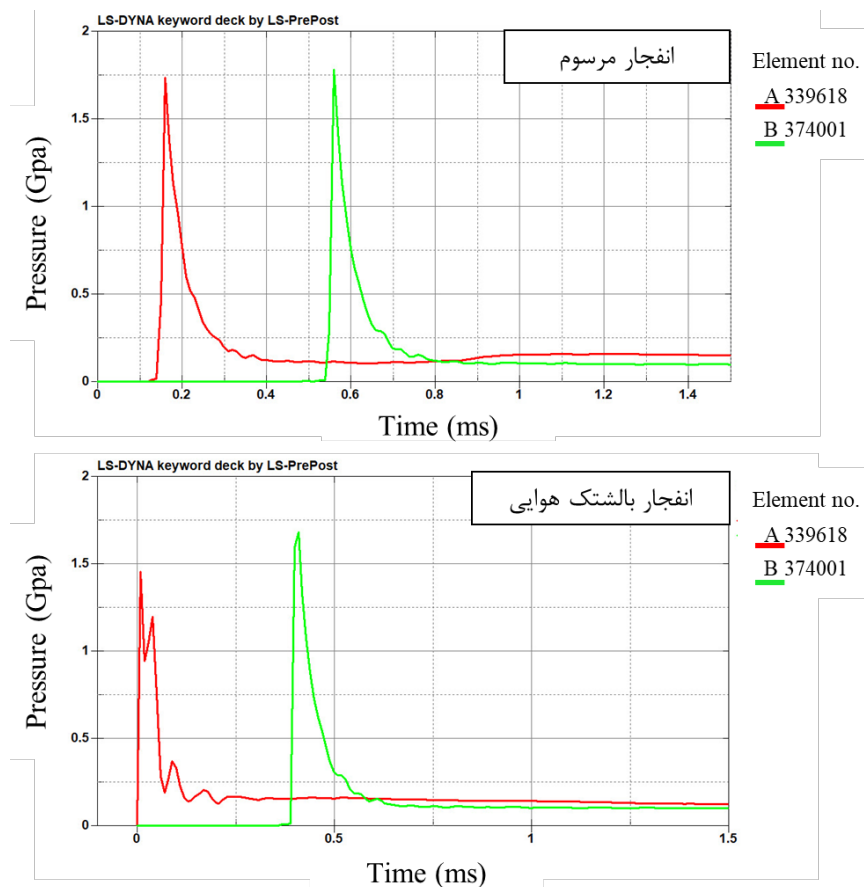 LS-DYNA keyword deck by LS-PrePost
انفجار مرسوم
Element no.
A 339618
B 374001
Pressure (Gpa)
2
1.5
1
0.5
0
0 0.2 0.4 0.6 0.8 1 1.2 1.4
Time (ms)
LS-DYNA keyword deck by LS-PrePost
انفجار بالشتک هوایی
Element no.
A 339618
B 374001
Pressure (Gpa)
2
1.5
1
0.5
0
0 0.5 1 1.5
Time (ms)